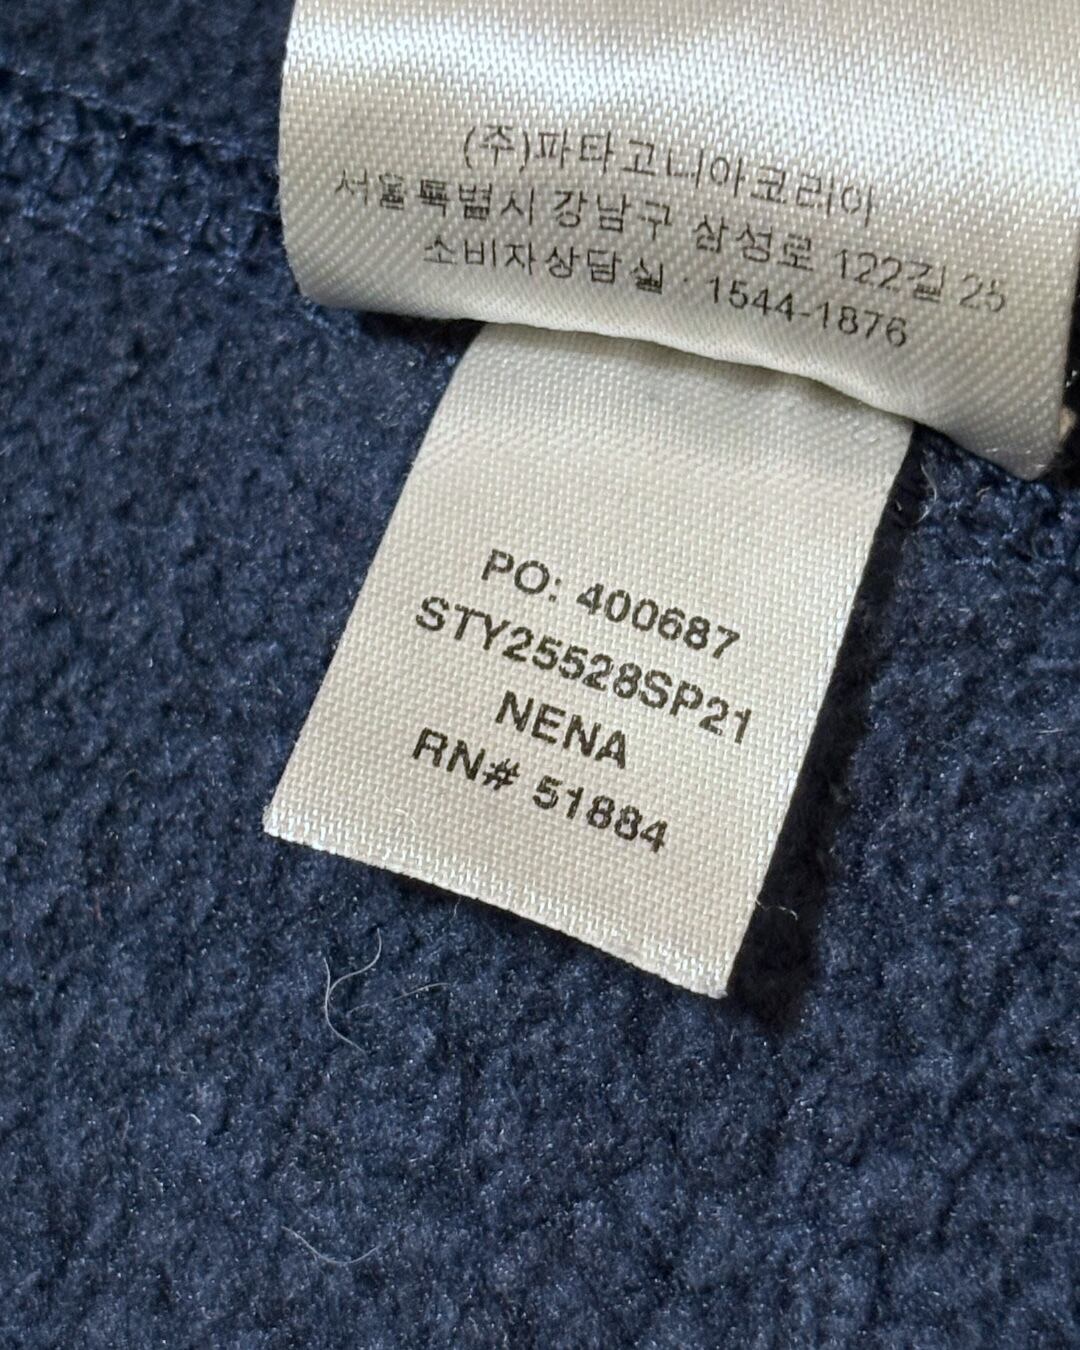 (주)파타고니아코리아
서울특별시 강남구 삼성로 122길 25
소비자상담실 · 1544-1876
PO: 400687
STY25528SP21
NENA
RN# 51884